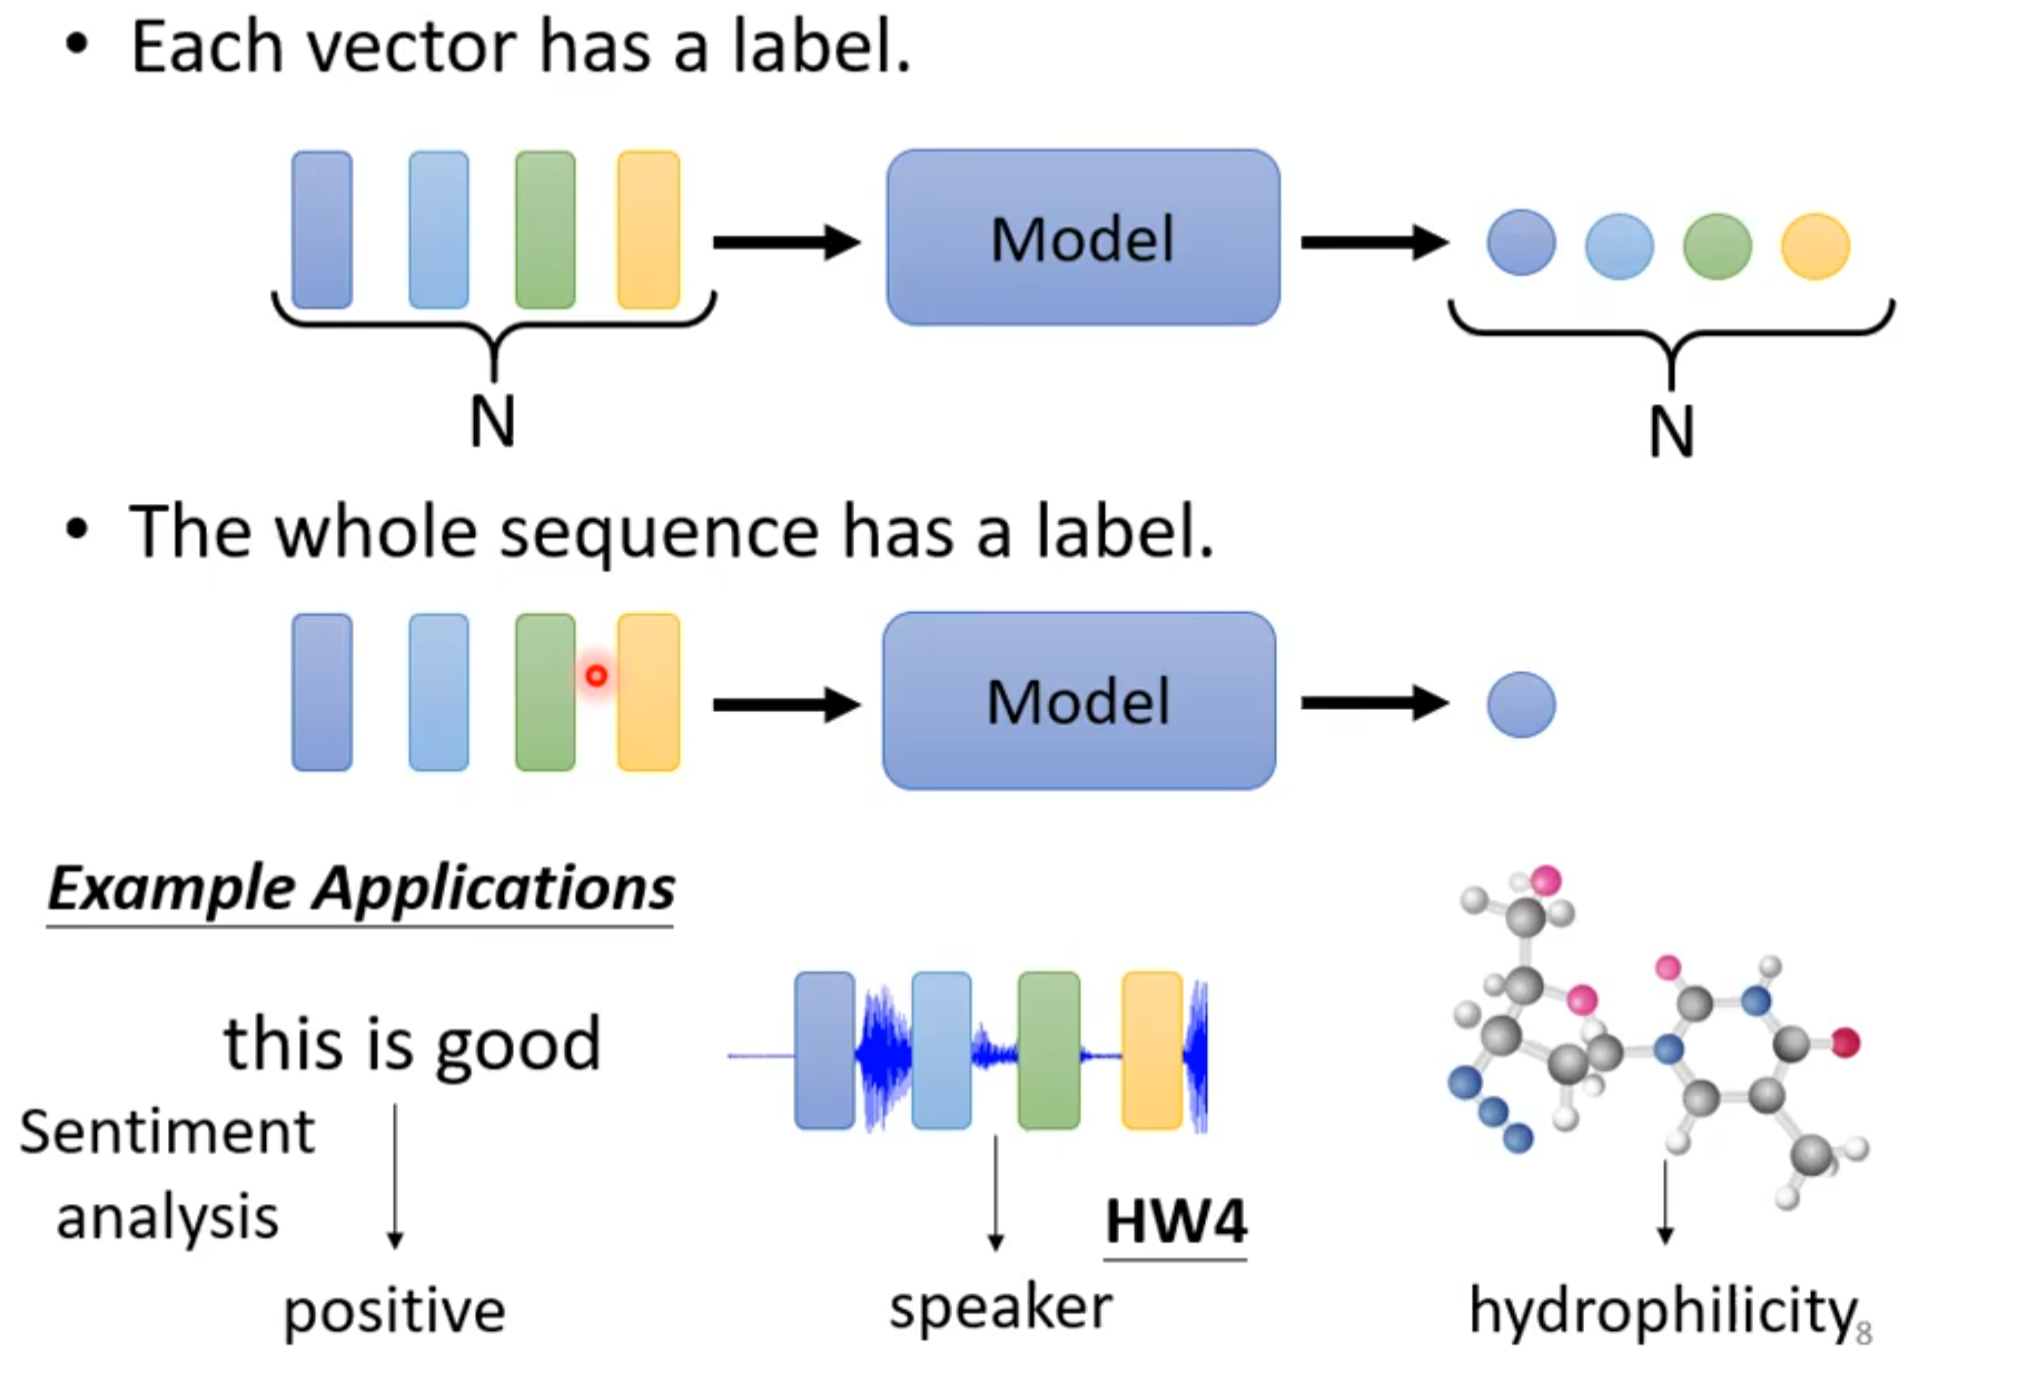 • Each vector has a label.
Model
N
N
• The whole sequence has a label.
Model
Example Applications
this is good
Sentiment
analysis
positive
HW4
speaker
hydrophilicity
8